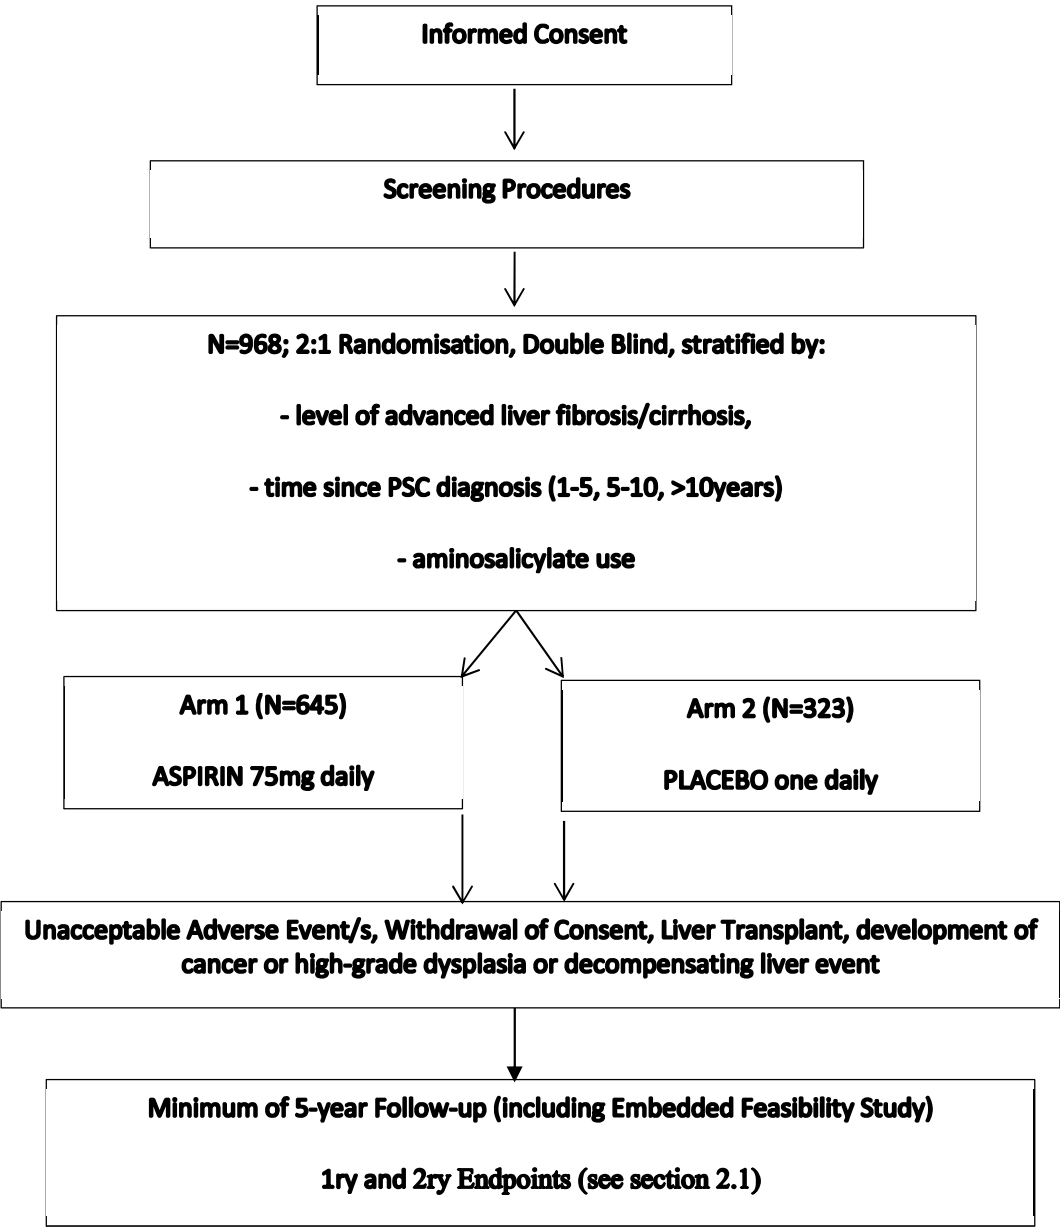 Informed Consent
Screening Procedures
N=968; 2:1 Randomisation, Double Blind, stratified by:
- level of advanced liver fibrosis/cirrhosis,
- time since PSC diagnosis (1-5, 5-10, >10years)
- aminosalicylate use
Arm 1 (N=645)
ASPIRIN 75mg daily
Arm 2 (N=323)
PLACEBO one daily
Unacceptable Adverse Event/s, Withdrawal of Consent, Liver Transplant, development of
cancer or high-grade dysplasia or decompensating liver event
Minimum of 5-year Follow-up (including Embedded Feasibility Study)
1ry and 2ry Endpoints (see section 2.1)